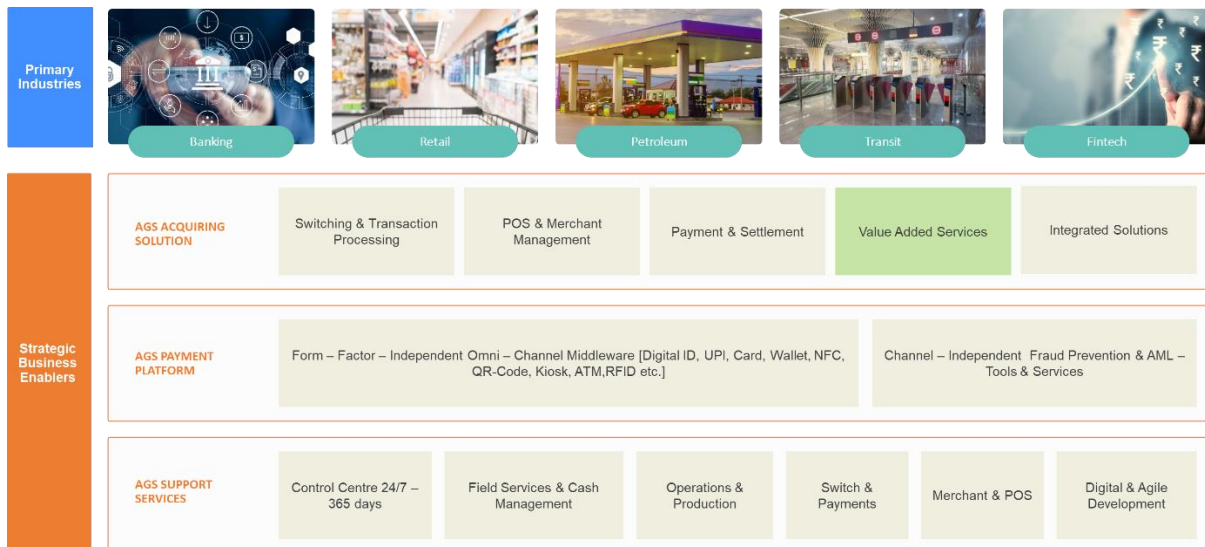 Primary
Industries
Banking
Retail
Petroleum
Transit
Fintech
Strategic
Business
Enablers
AGS ACQUIRING
SOLUTION
Switching & Transaction
Processing
POS & Merchant
Management
Payment & Settlement
Value Added Services
Integrated Solutions
AGS PAYMENT
PLATFORM
Form – Factor – Independent Omni – Channel Middleware [Digital ID, UPI, Card, Wallet, NFC,
QR-Code, Kiosk, ATM,RFID etc.]
Channel – Independent Fraud Prevention & AML –
Tools & Services
AGS SUPPORT
SERVICES
Control Centre 24/7 –
365 days
Field Services & Cash
Management
Operations &
Production
Switch &
Payments
Merchant & POS
Digital & Agile
Development